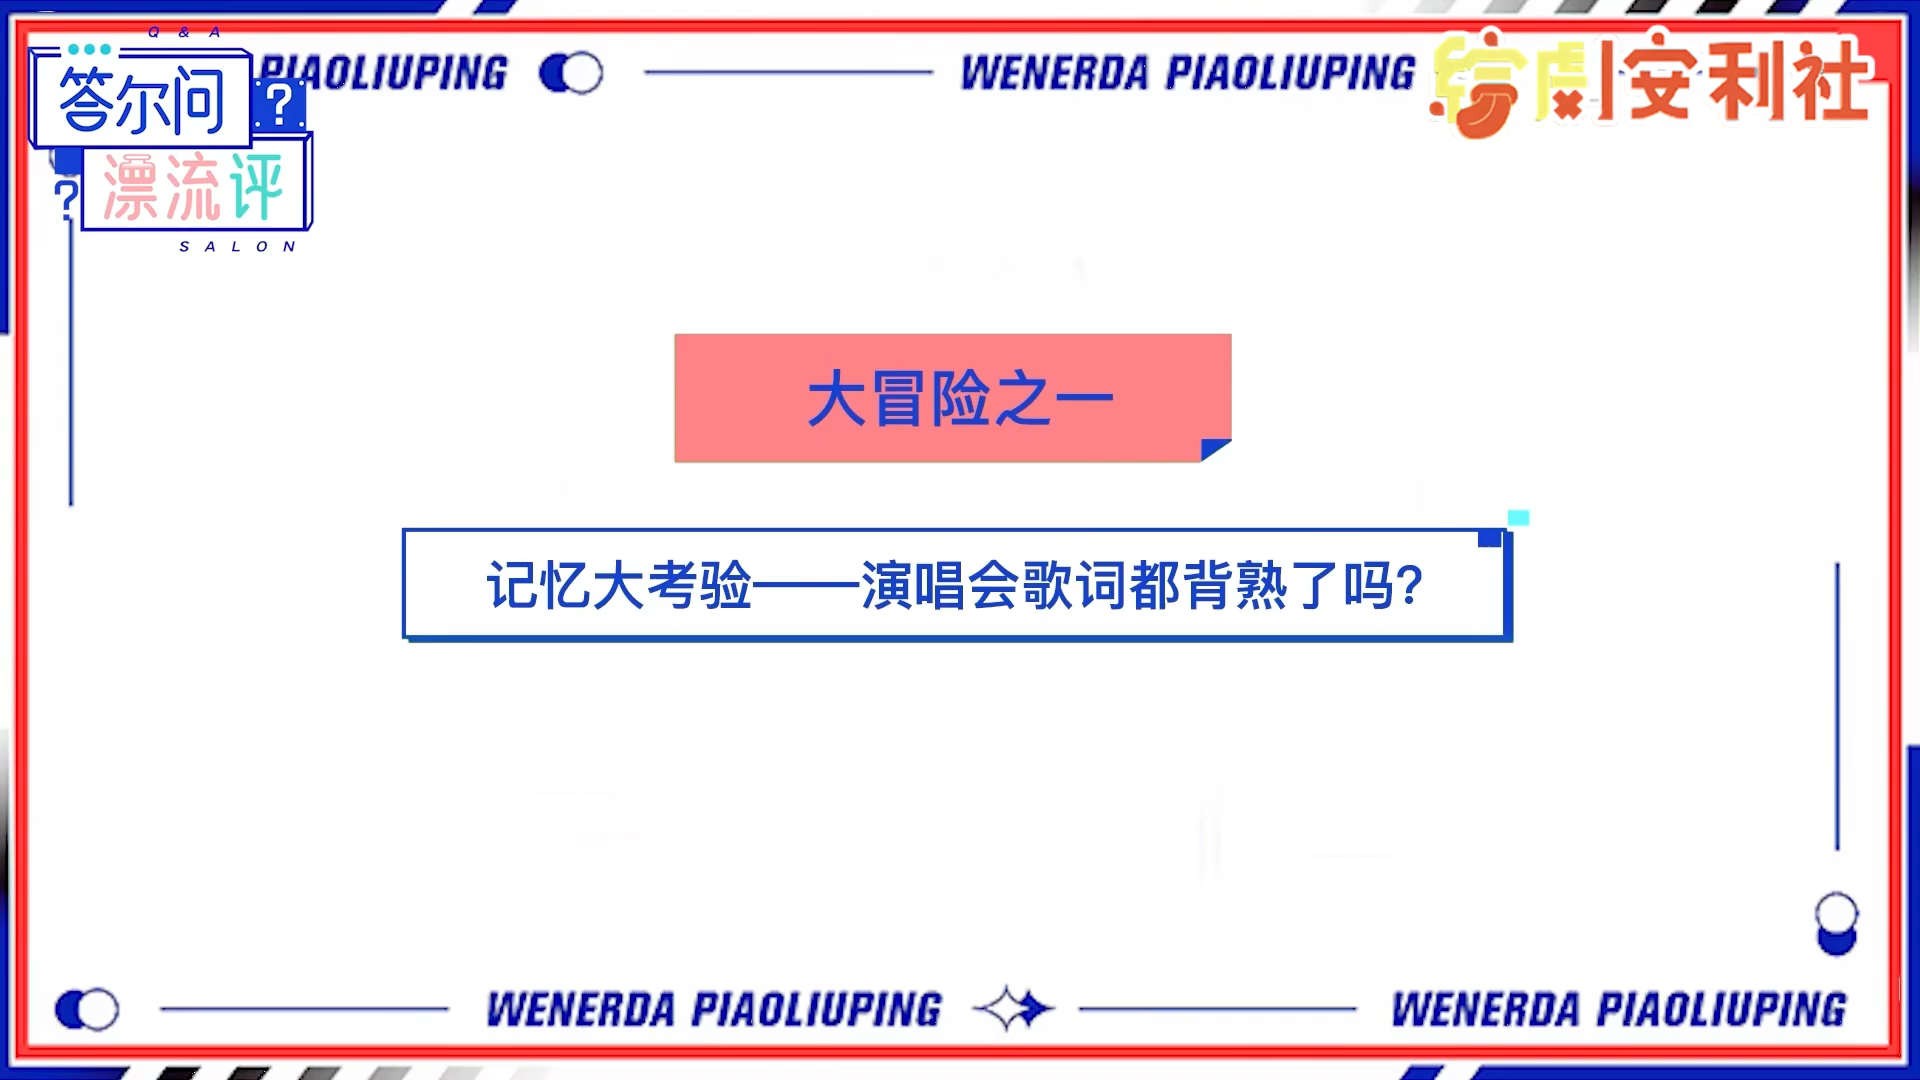 Q & A
答尔问
?
漂流评
?
SALON
PIAOLIUPING
WENERDA PIAOLIUPING
综剧安利社
大冒险之一
记忆大考验——演唱会歌词都背熟了吗?
WENERDA PIAOLIUPING
WENERDA PIAOLIUPING